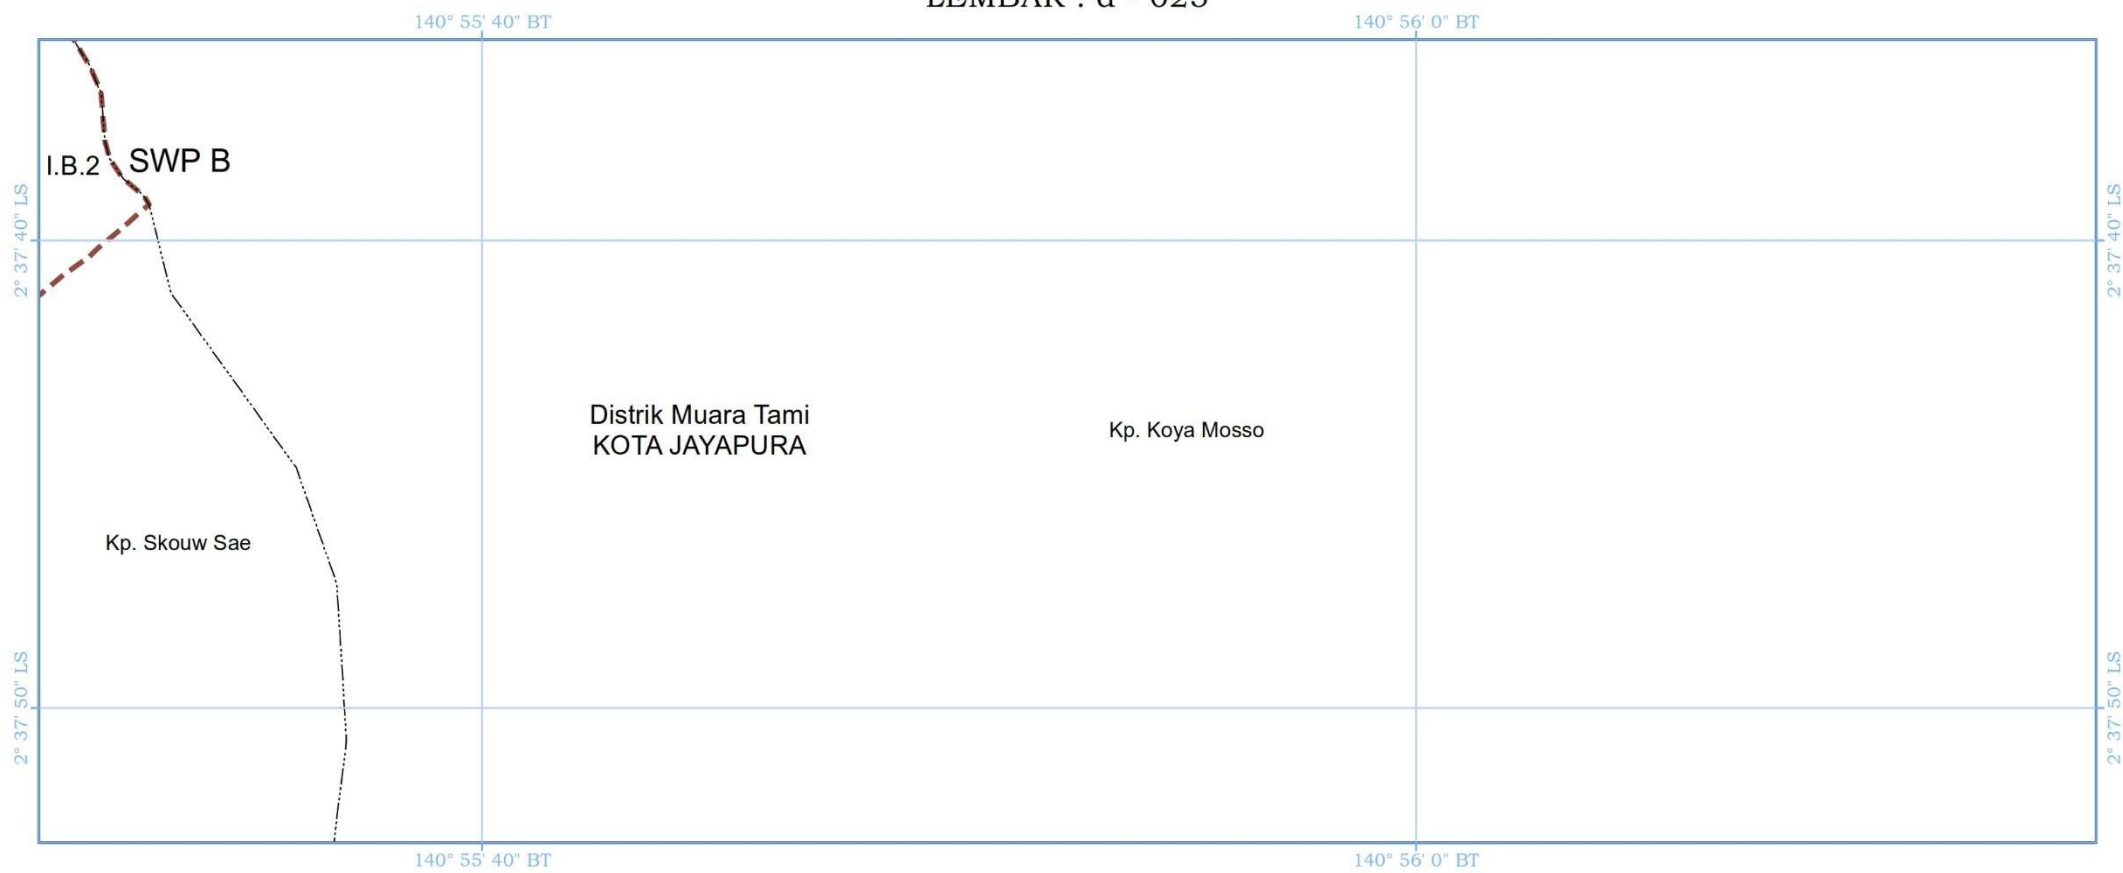 140° 55' 40" BT
140° 56' 0" BT
I.B.2
SWP B
2° 37' 40" LS
2° 37' 40" LS
Distrik Muara Tami
KOTA JAYAPURA
Kp. Koya Mosso
Kp. Skouw Sae
2° 37' 50" LS
2° 37' 50" LS
140° 55' 40" BT
140° 56' 0" BT